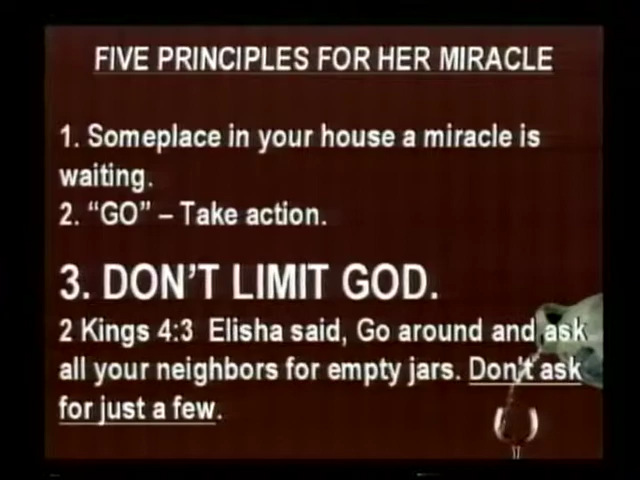 FIVE PRINCIPLES FOR HER MIRACLE
1. Someplace in your house a miracle is
waiting.
2. “GO” – Take action.
3. DON’T LIMIT GOD.
2 Kings 4:3 Elisha said, Go around and ask
all your neighbors for empty jars. Don't ask
for just a few.